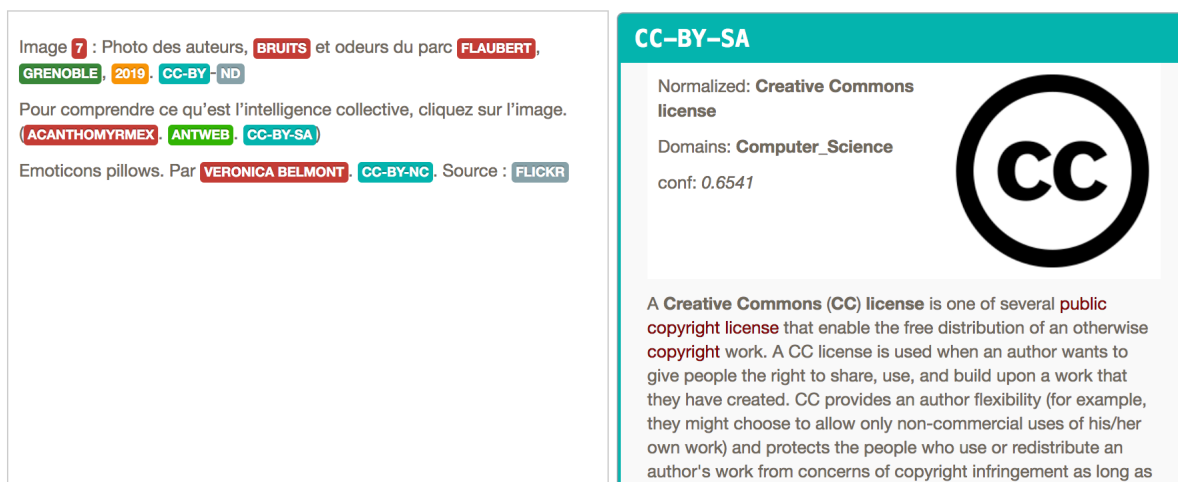 Image 7 : Photo des auteurs, BRUITS et odeurs du parc FLAUBERT,
GRENOBLE, 2019. CC-BY-ND
Pour comprendre ce qu'est l'intelligence collective, cliquez sur l'image.
(ACANTHOMYRMEX. ANTWEB. CC-BY-SA)
Emoticons pillows. Par VERONICA BELMONT. CC-BY-NC. Source : FLICKR
CC-BY-SA
Normalized: Creative Commons
license
Domains: Computer_Science
conf: 0.6541
CC
A Creative Commons (CC) license is one of several public
copyright license that enable the free distribution of an otherwise
copyright work. A CC license is used when an author wants to
give people the right to share, use, and build upon a work that
they have created. CC provides an author flexibility (for example,
they might choose to allow only non-commercial uses of his/her
own work) and protects the people who use or redistribute an
author's work from concerns of copyright infringement as long as